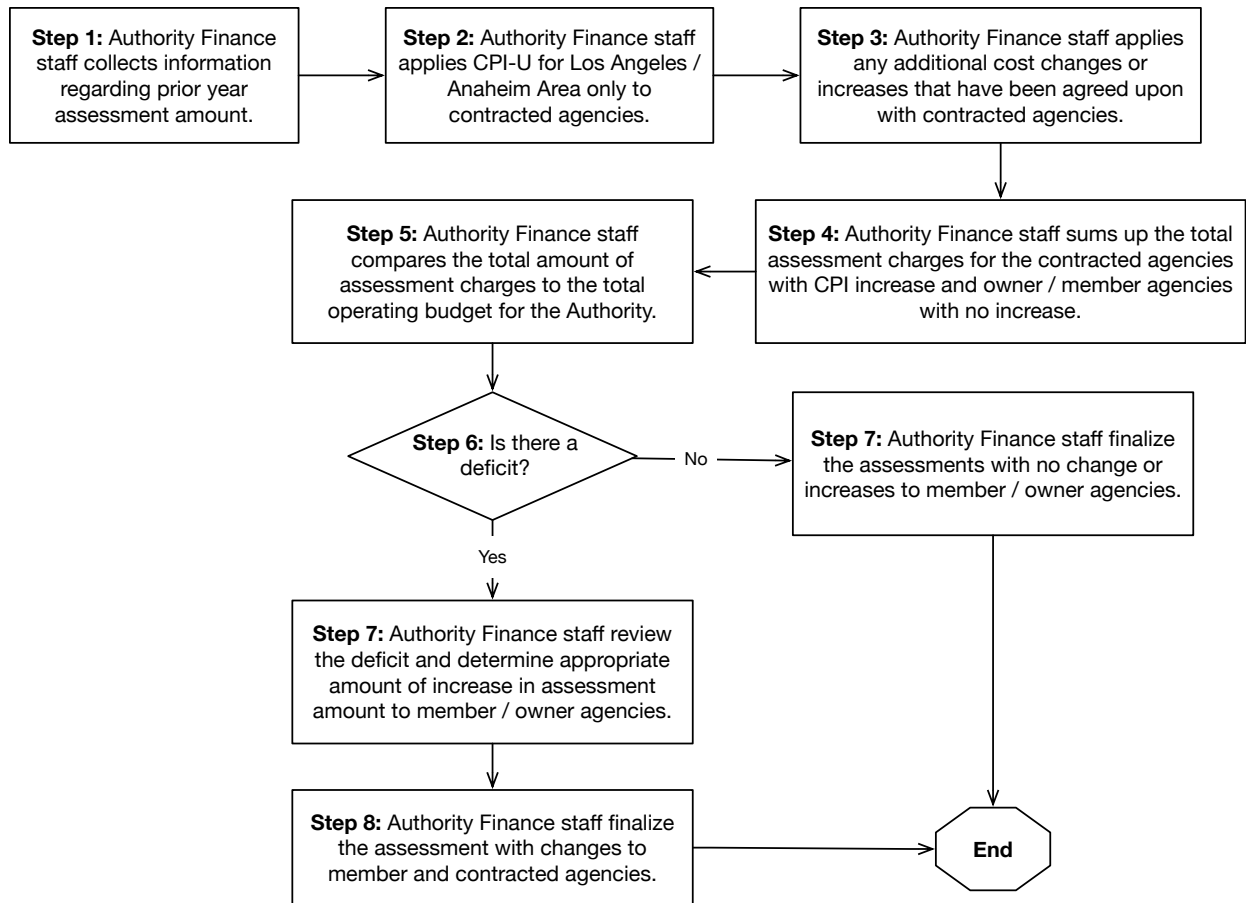 Step 1: Authority Finance
staff collects information
regarding prior year
assessment amount.
Step 2: Authority Finance staff
applies CPI-U for Los Angeles /
Anaheim Area only to
contracted agencies.
Step 3: Authority Finance staff applies
any additional cost changes or
increases that have been agreed upon
with contracted agencies.
Step 4: Authority Finance staff sums up the total
assessment charges for the contracted agencies
with CPI increase and owner / member agencies
with no increase.
Step 5: Authority Finance staff
compares the total amount of
assessment charges to the total
operating budget for the Authority.
Step 6: Is there a
deficit?
No
Step 7: Authority Finance staff finalize
the assessments with no change or
increases to member / owner agencies.
Yes
Step 7: Authority Finance staff review
the deficit and determine appropriate
amount of increase in assessment
amount to member / owner agencies.
Step 8: Authority Finance staff finalize
the assessment with changes to
member and contracted agencies.
End